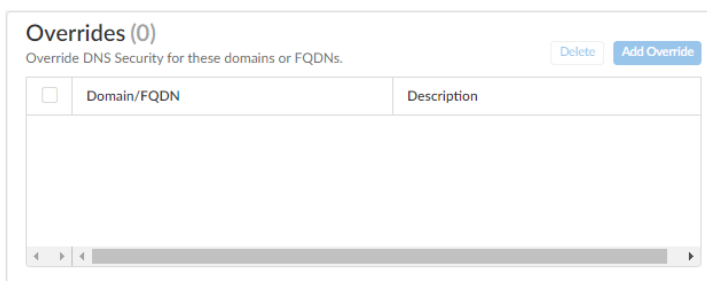 Overrides (0)
Override DNS Security for these domains or FQDNs.
Delete
Add Override
Domain/FQDN
Description